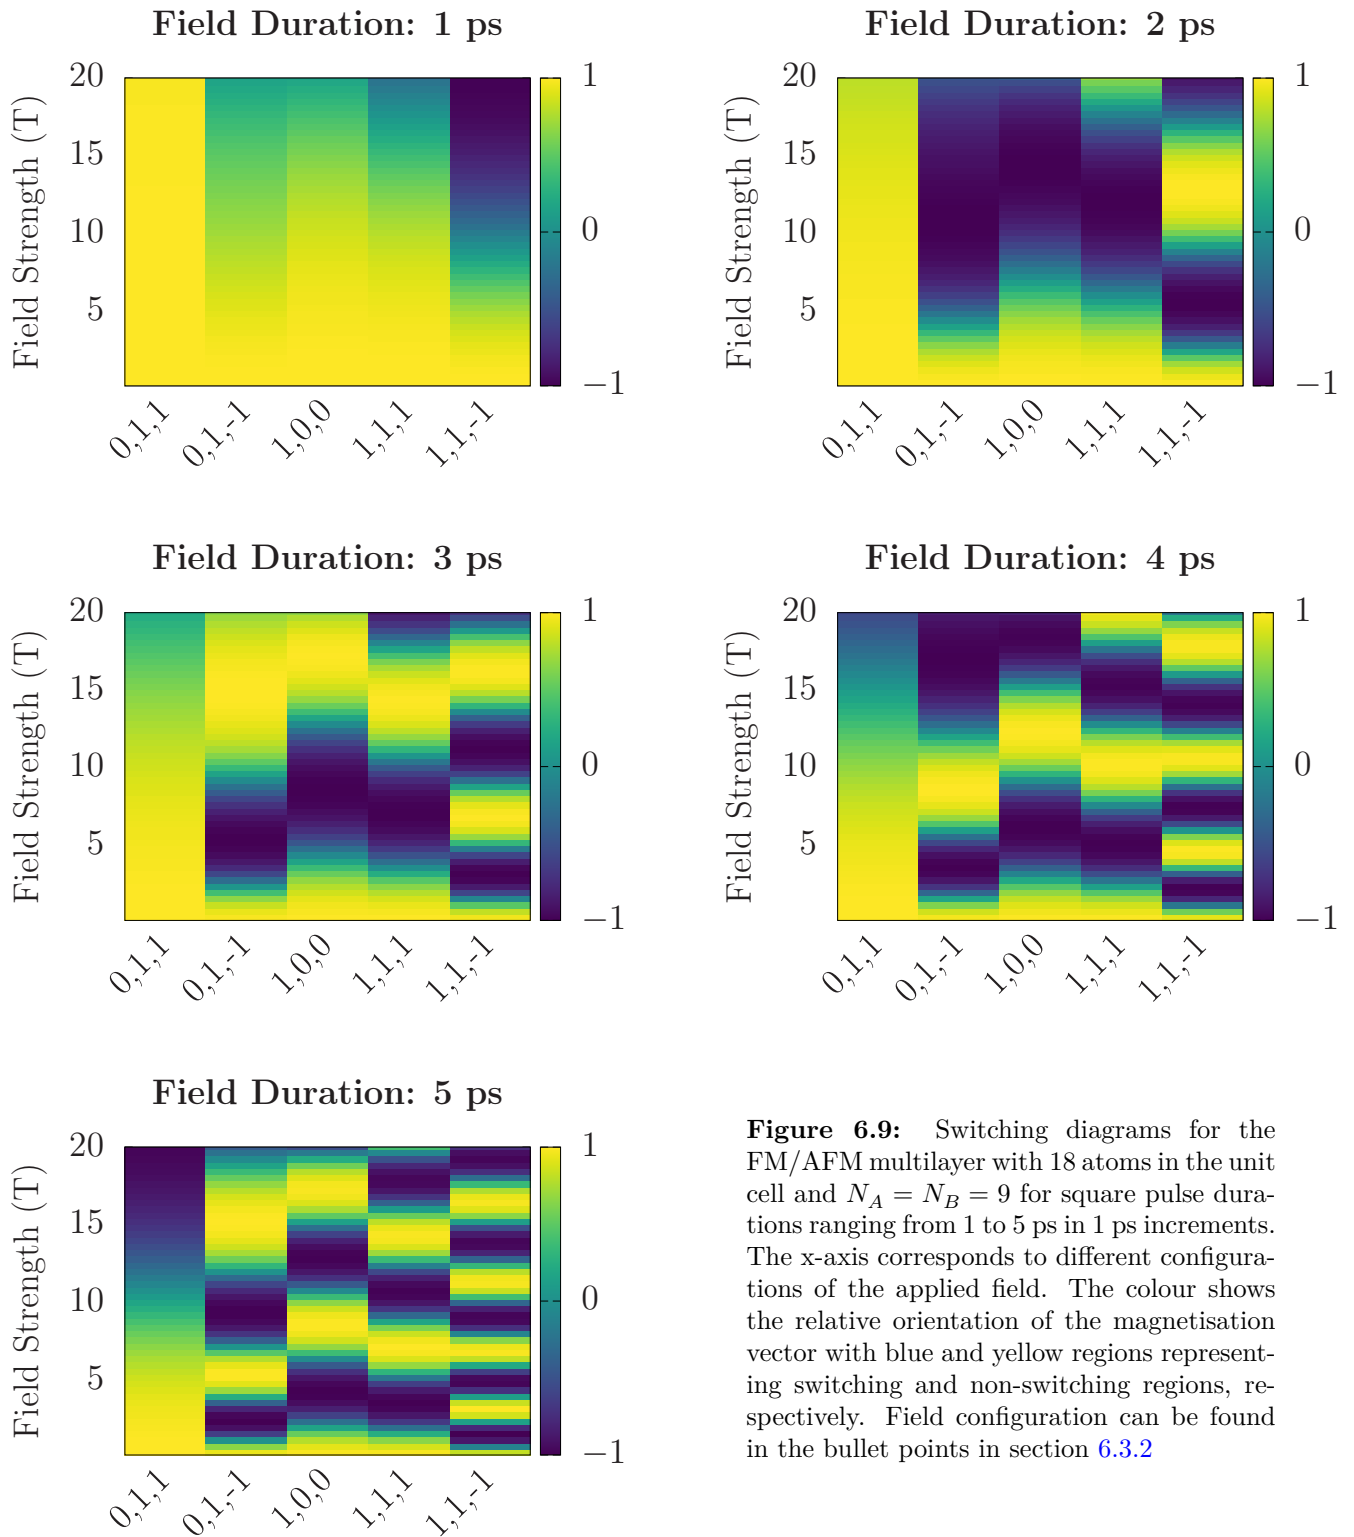 Field Duration: 1 ps
Field Strength (T)
20
15
10
5
0,1,1
0,1,-1
1,0,0
1,1,1
1,1,-1
1
0
−1
Field Duration: 2 ps
Field Strength (T)
20
15
10
5
0,1,1
0,1,-1
1,0,0
1,1,1
1,1,-1
1
0
−1
Field Duration: 3 ps
Field Strength (T)
20
15
10
5
0,1,1
0,1,-1
1,0,0
1,1,1
1,1,-1
1
0
−1
Field Duration: 4 ps
Field Strength (T)
20
15
10
5
0,1,1
0,1,-1
1,0,0
1,1,1
1,1,-1
1
0
−1
Field Duration: 5 ps
Field Strength (T)
20
15
10
5
0,1,1
0,1,-1
1,0,0
1,1,1
1,1,-1
1
0
−1
Figure 6.9: Switching diagrams for the
FM/AFM multilayer with 18 atoms in the unit
cell and N_A = N_B = 9 for square pulse dura-
tions ranging from 1 to 5 ps in 1 ps increments.
The x-axis corresponds to different configura-
tions of the applied field. The colour shows
the relative orientation of the magnetisation
vector with blue and yellow regions represent-
ing switching and non-switching regions, re-
spectively. Field configuration can be found
in the bullet points in section 6.3.2